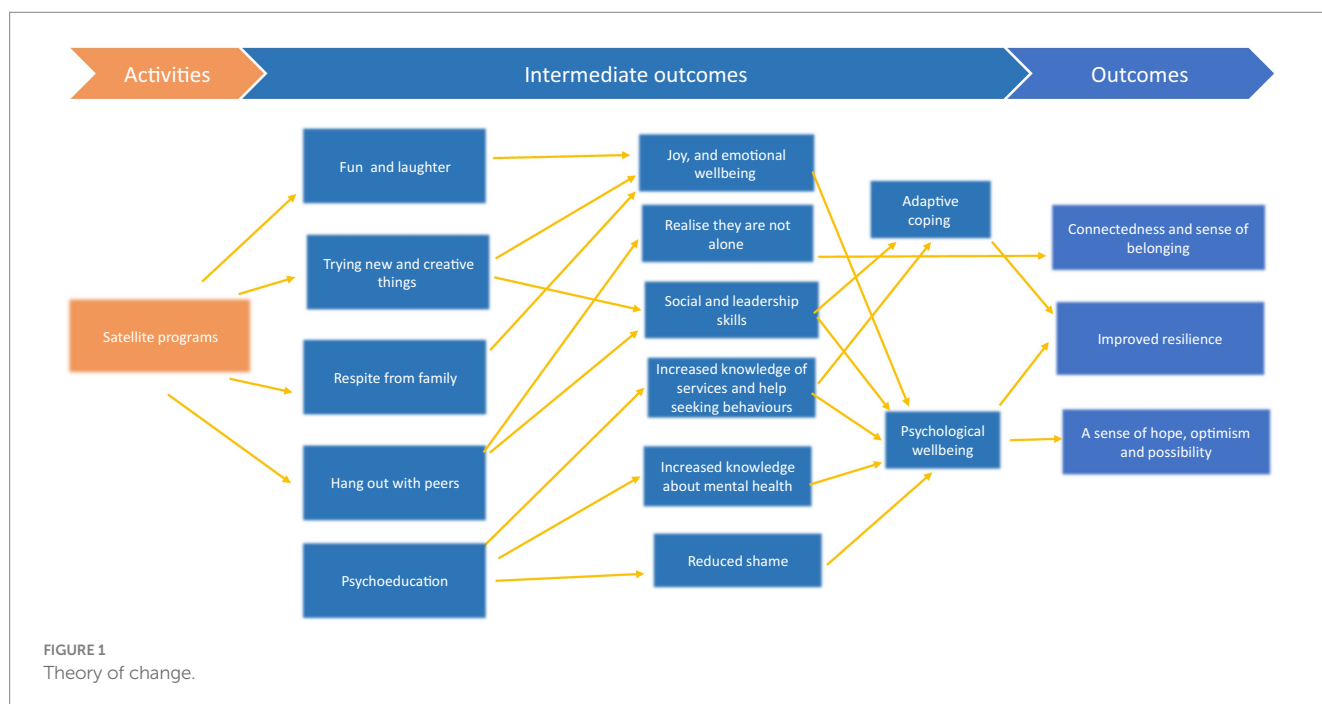 Activities
Intermediate outcomes
Outcomes
Fun and laughter
Trying new and creative
things
Satellite programs
Respite from family
Hang out with peers
Psychoeducation
Joy, and emotional
wellbeing
Realise they are not
alone
Social and leadership
skills
Increased knowledge of
services and help
seeking behaviours
Increased knowledge
about mental health
Reduced shame
Adaptive
coping
Psychological
wellbeing
Connectedness and sense of
belonging
Improved resilience
A sense of hope, optimism
and possibility
FIGURE 1
Theory of change.